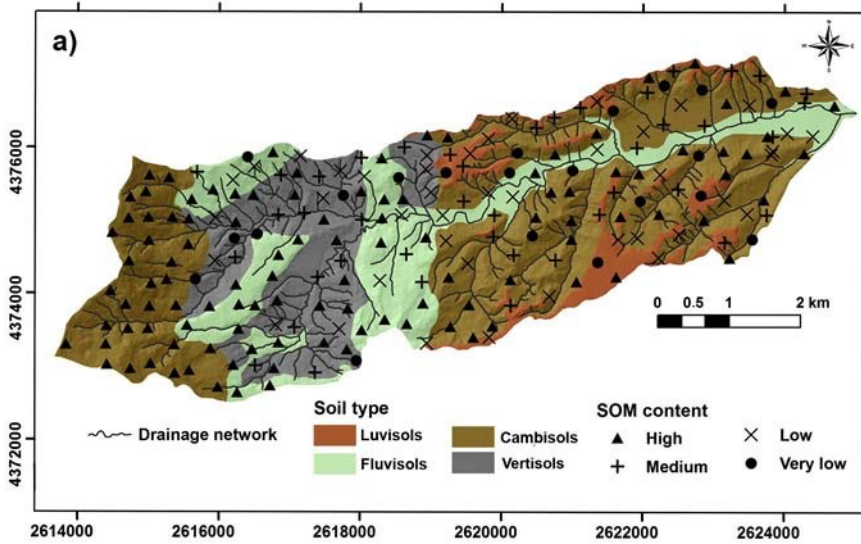 a)
N
W E
S
4376000
4374000
4372000
0 0.5 1 2 km
Soil type
SOM content
Drainage network
Luvisols
Cambisols
High
Low
Fluvisols
Vertisols
Medium
Very low
2614000 2616000 2618000 2620000 2622000 2624000